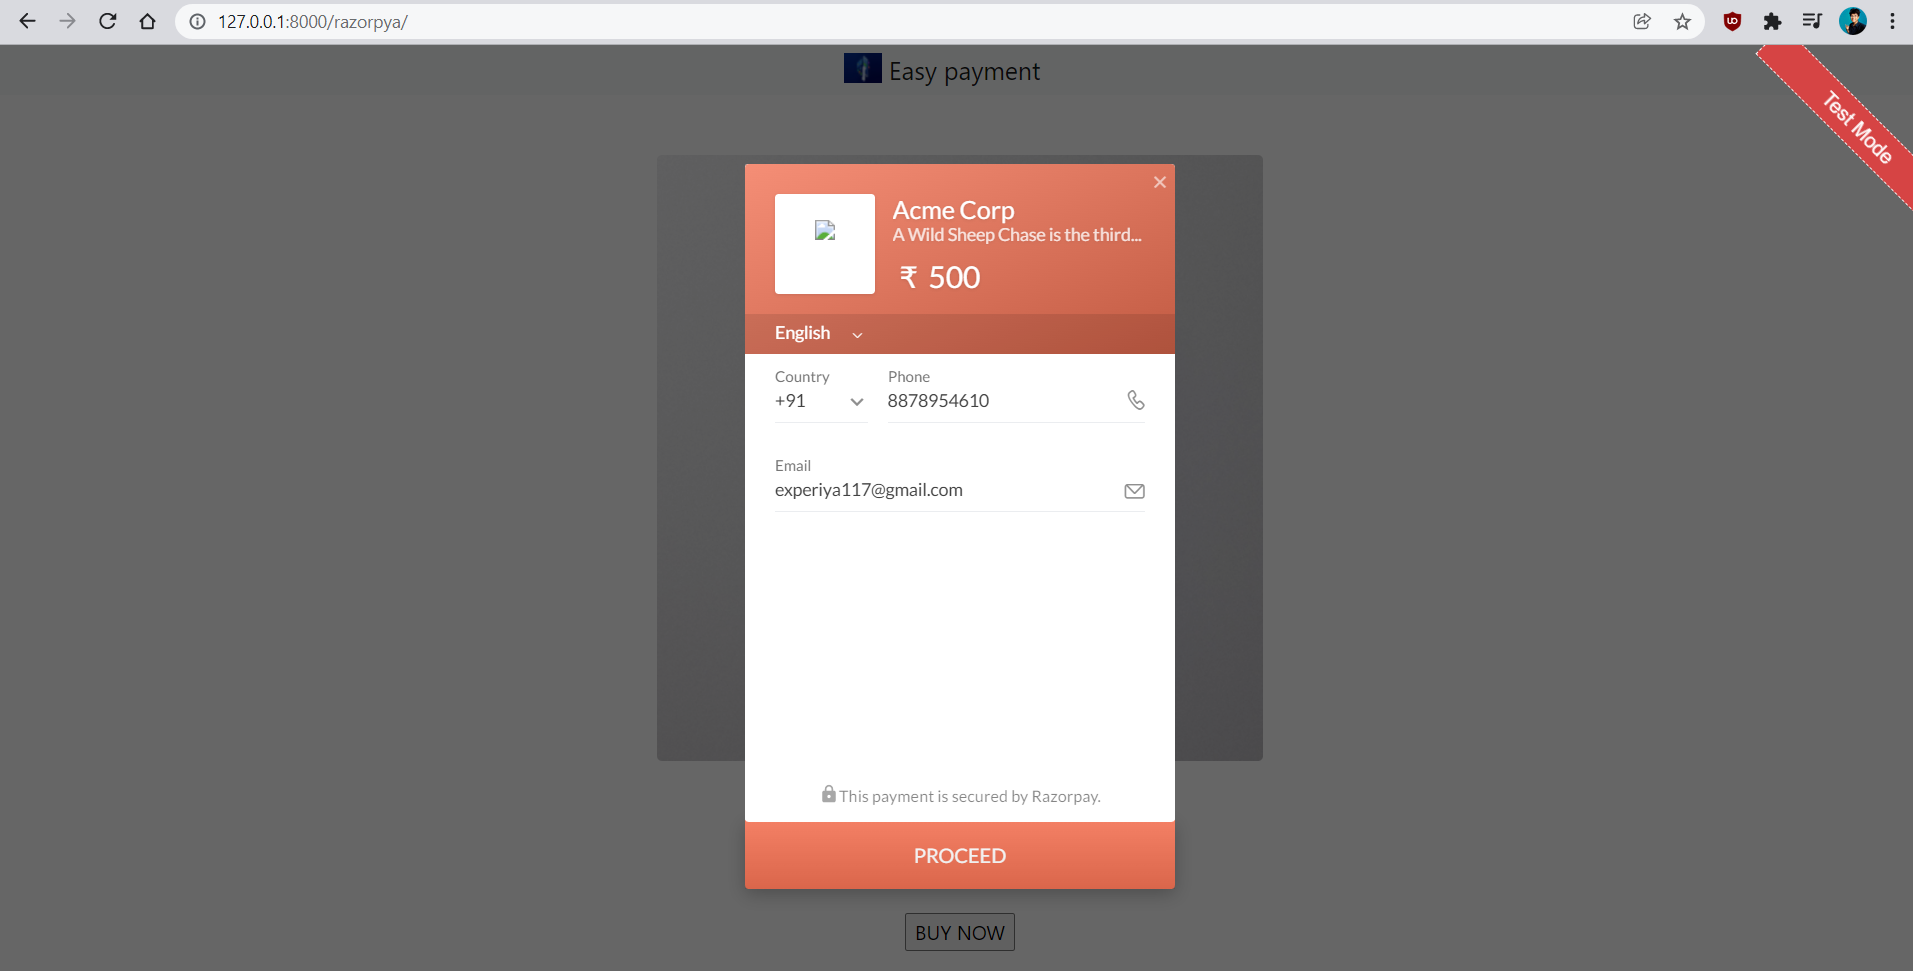 127.0.0.1:8000/razorpya/
Easy payment
Test Mode
Acme Corp
A Wild Sheep Chase is the third...
₹ 500
English
Country
Phone
+91
8878954610
Email
experiya117@gmail.com
This payment is secured by Razorpay.
PROCEED
BUY NOW